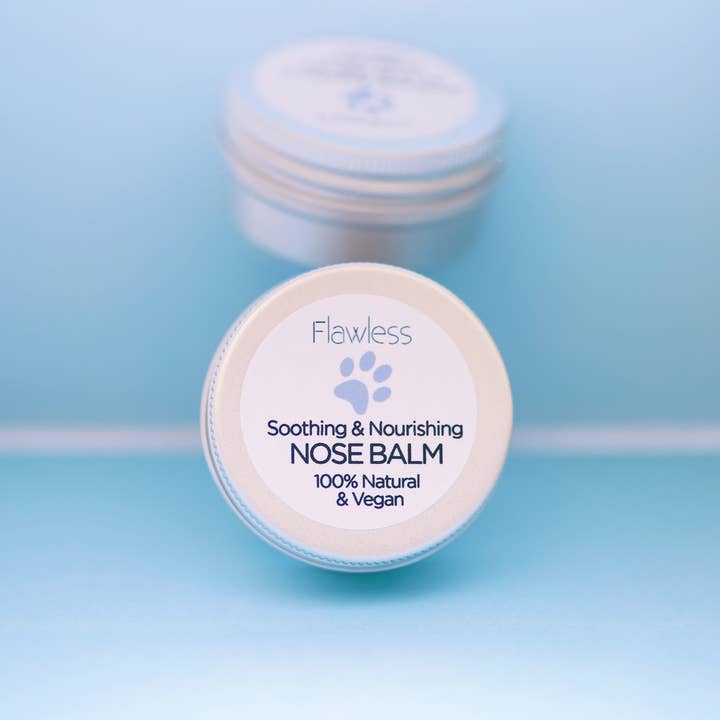 Flawless
Soothing & Nourishing
NOSE BALM
100% Natural
& Vegan